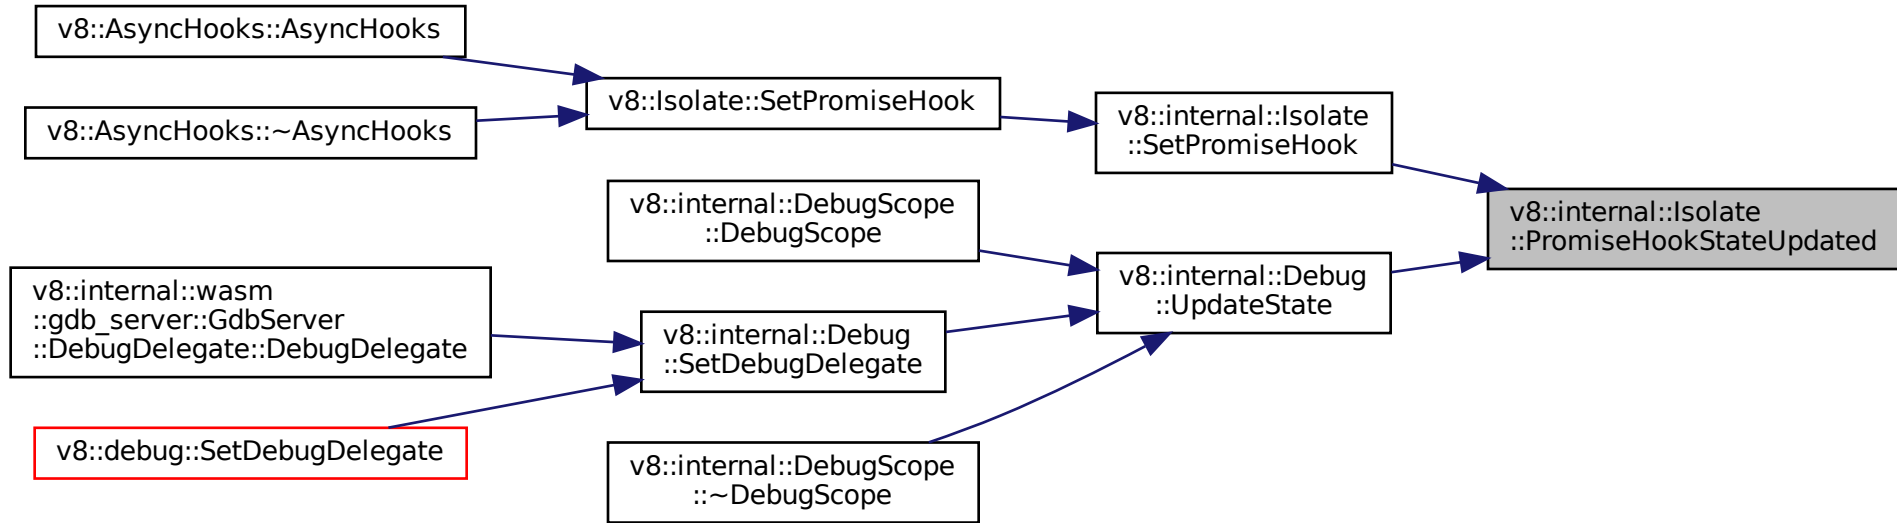 v8::AsyncHooks::AsyncHooks
v8::AsyncHooks::~AsyncHooks
v8::Isolate::SetPromiseHook
v8::internal::Isolate
::SetPromiseHook
v8::internal::Isolate
::PromiseHookStateUpdated
v8::internal::DebugScope
::DebugScope
v8::internal::Debug
::UpdateState
v8::internal::wasm
::gdb_server::GdbServer
::DebugDelegate::DebugDelegate
v8::internal::Debug
::SetDebugDelegate
v8::debug::SetDebugDelegate
v8::internal::DebugScope
::~DebugScope